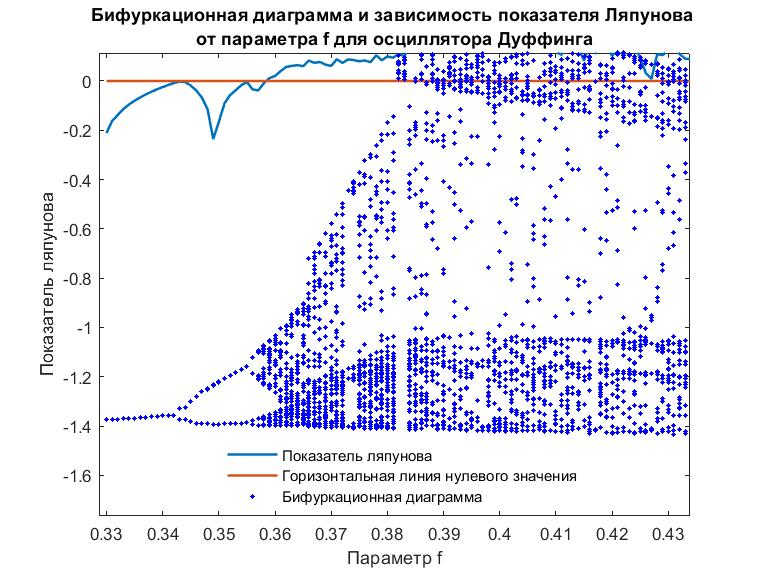 Бифуркационная диаграмма и зависимость показателя Ляпунова
от параметра f для осциллятора Дуффинга
0
-0.2
-0.4
-0.6
-0.8
-1
-1.2
-1.4
-1.6
Показатель ляпунова
Показатель ляпунова
Горизонтальная линия нулевого значения
Бифуркационная диаграмма
0.33 0.34 0.35 0.36 0.37 0.38 0.39 0.4 0.41 0.42 0.43
Параметр f